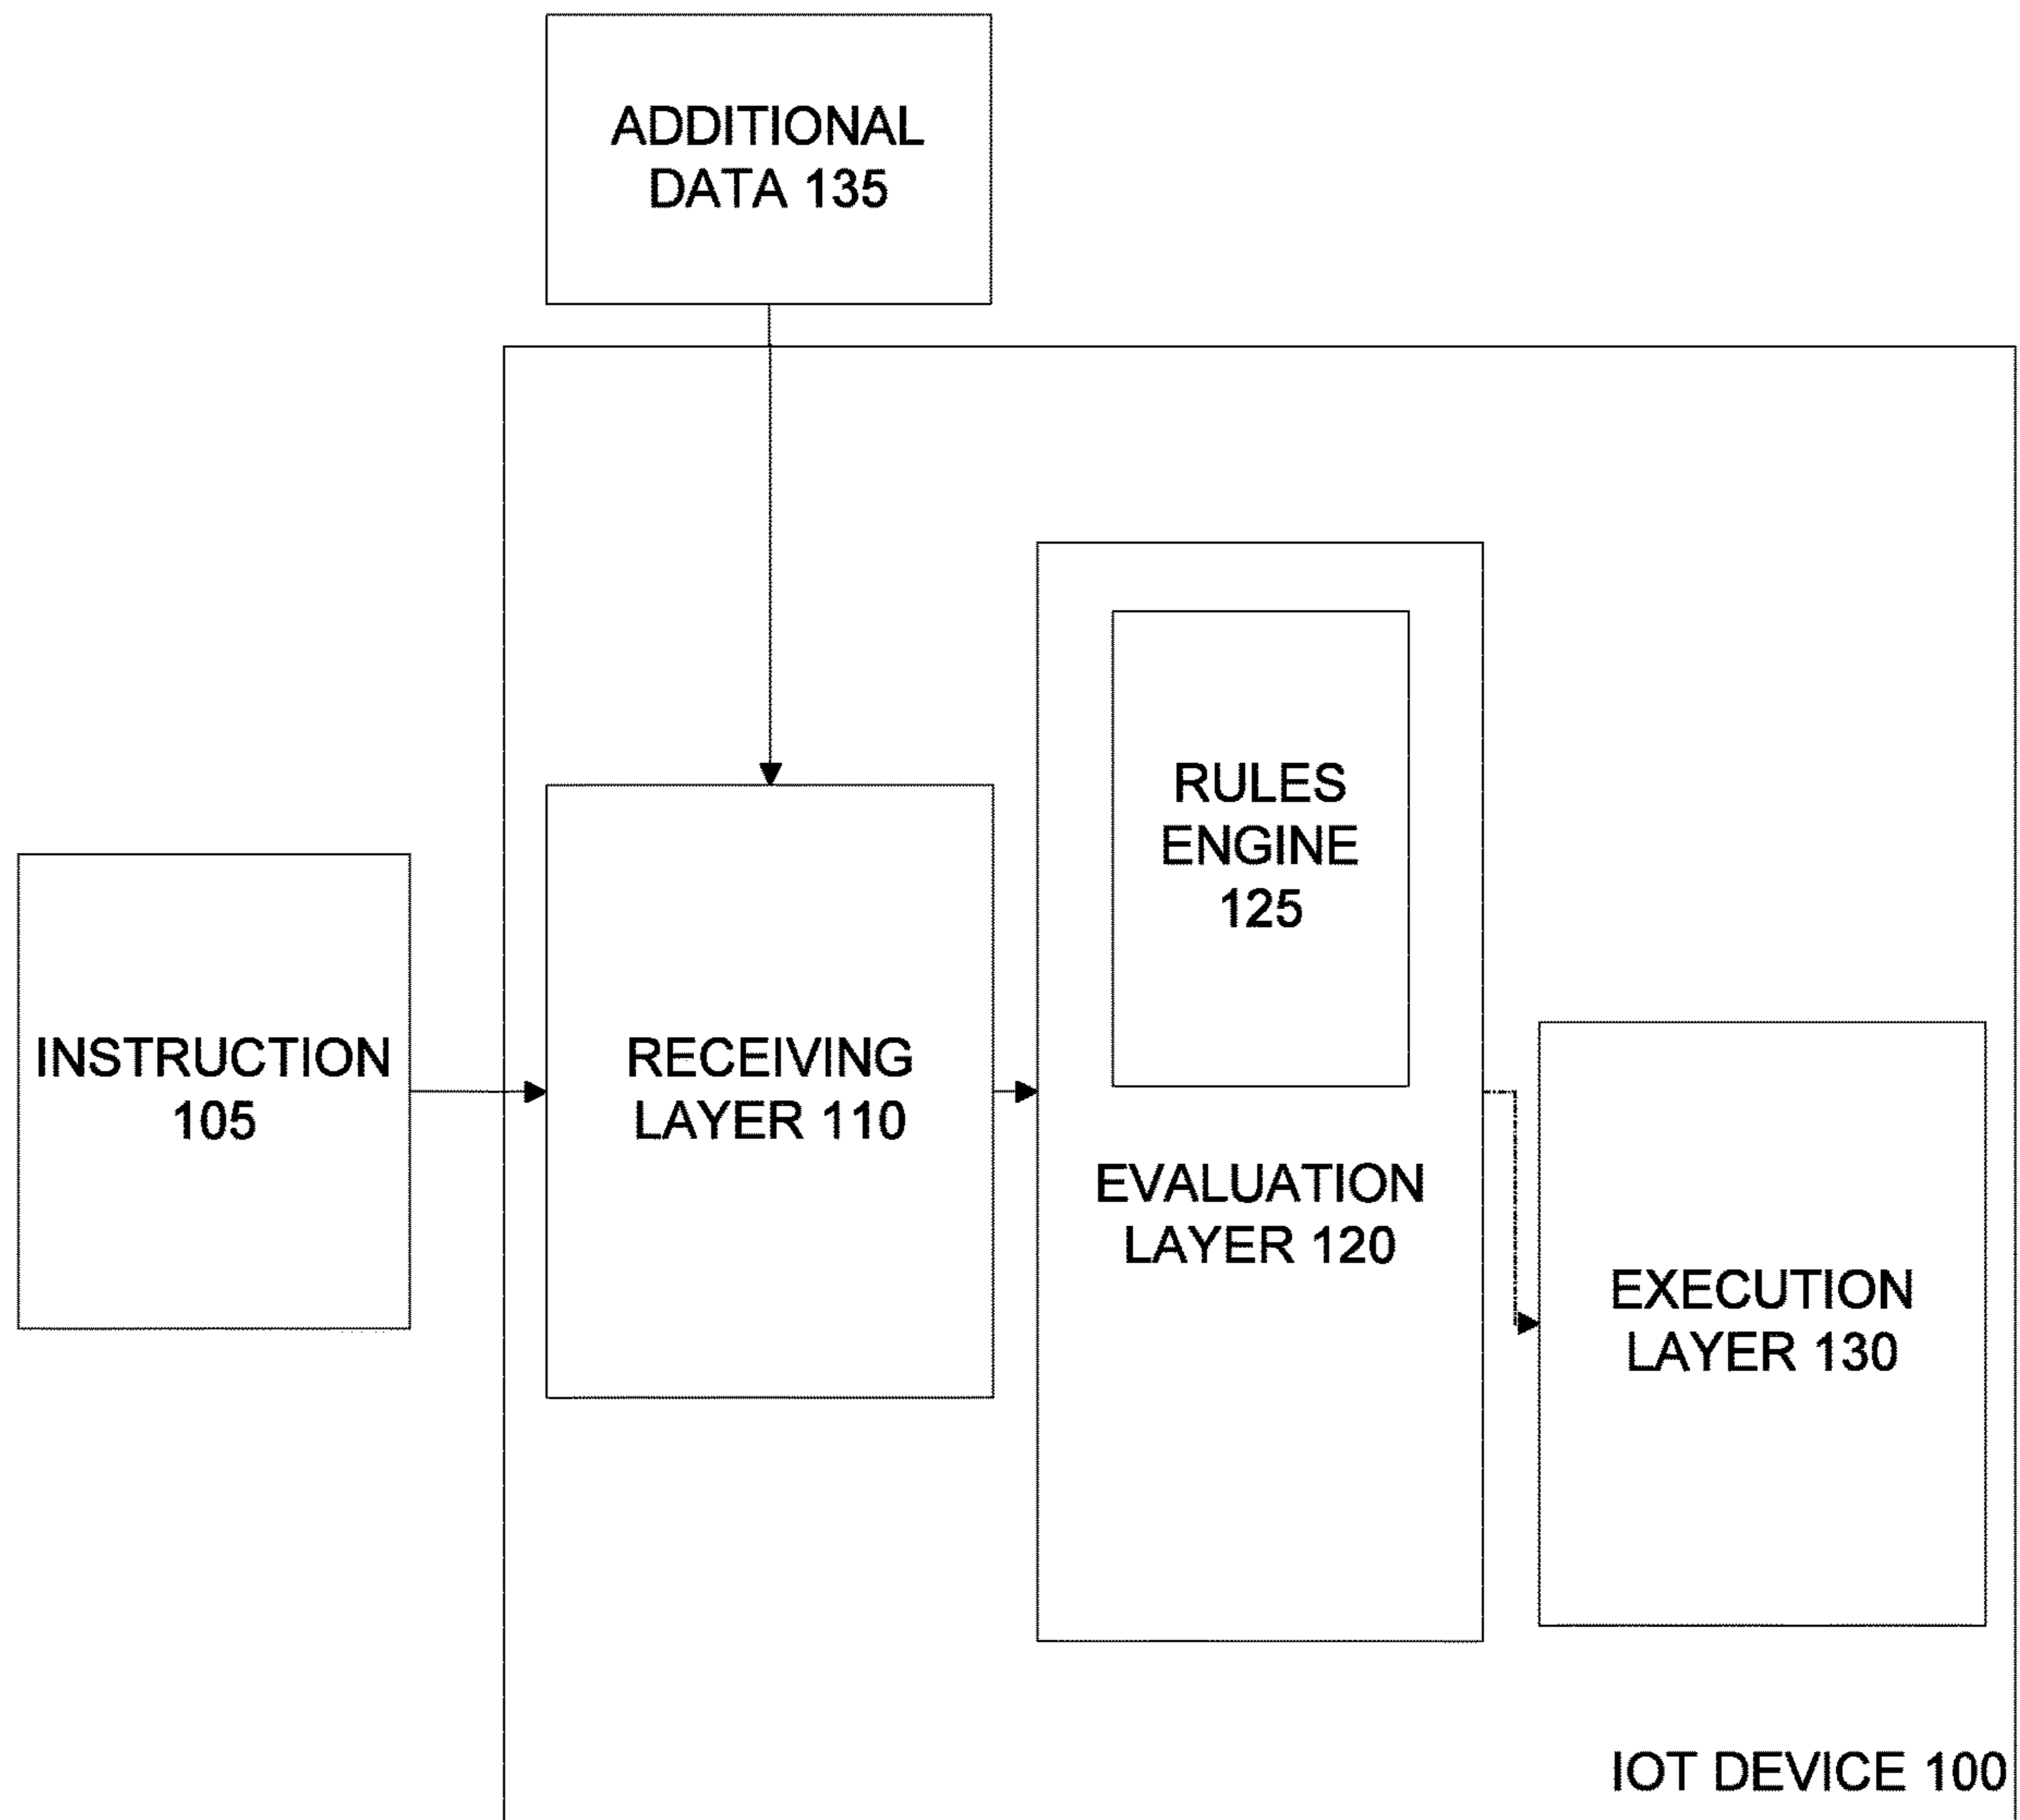 ADDITIONAL
DATA 135
RULES
ENGINE
125
INSTRUCTION
105
RECEIVING
LAYER 110
EVALUATION
LAYER 120
EXECUTION
LAYER 130
IOT DEVICE 100